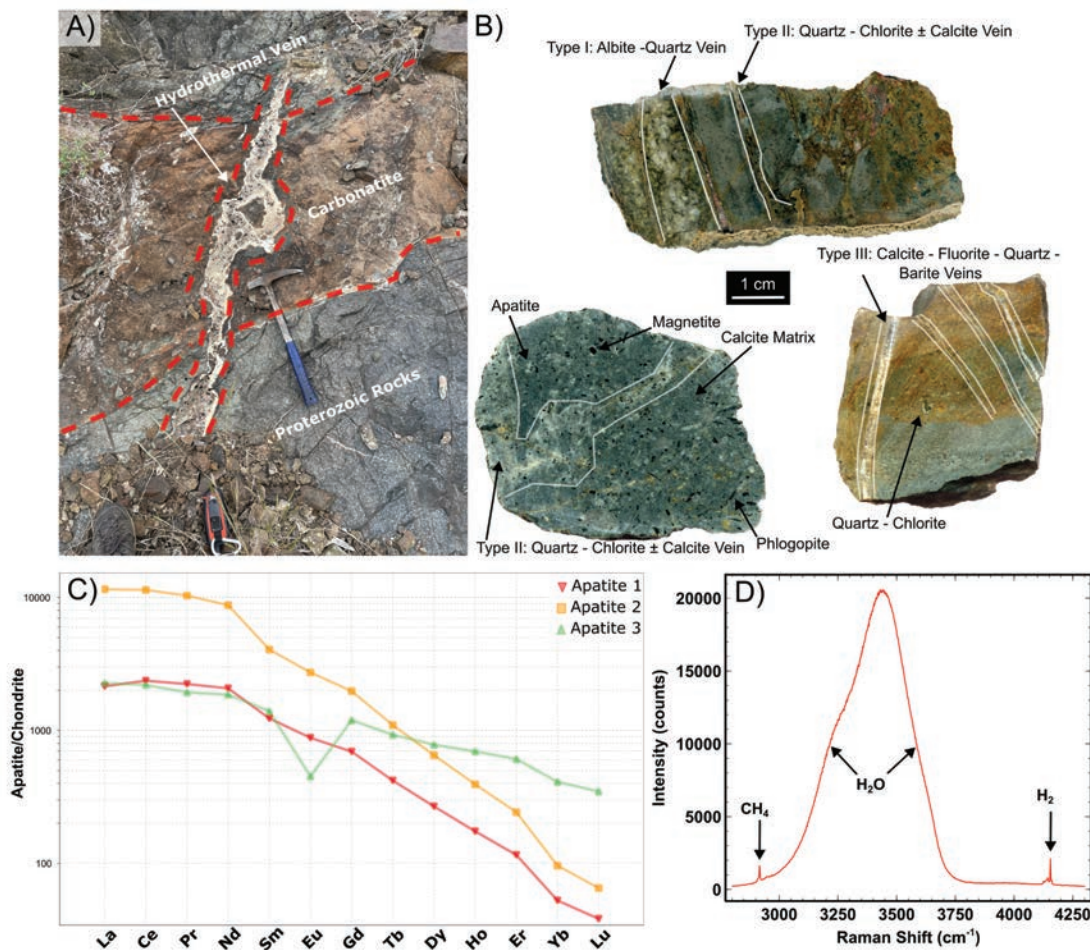 A)
Hydrothermal Vein
Carbonatite
Proterozoic Rocks
B)
Type I: Albite -Quartz Vein
Type II: Quartz - Chlorite ± Calcite Vein
1 cm
Apatite
Magnetite
Calcite Matrix
Type II: Quartz - Chlorite ± Calcite Vein
Phlogopite
Type III: Calcite - Fluorite - Quartz -
Barite Veins
Quartz - Chlorite
C)
Apatite 1
Apatite 2
Apatite 3
Apatite/Chondrite
10000
1000
100
La Ce Pr Nd Sm Eu Gd Tb Dy Ho Er Yb Lu
D)
Intensity (counts)
20000
15000
10000
5000
0
CH₄
H₂O
H₂
3000 3250 3500 3750 4000 4250
Raman Shift (cm⁻¹)